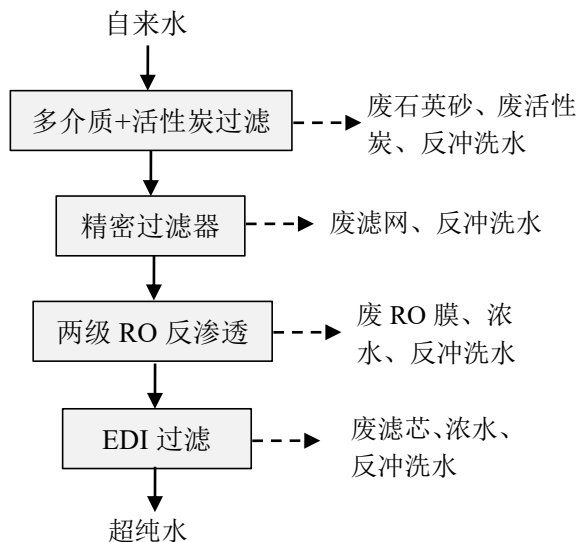 自来水
多介质+活性炭过滤
废石英砂、废活性
炭、反冲洗水
精密过滤器
废滤网、反冲洗水
两级 RO 反渗透
废 RO 膜、浓
水、反冲洗水
EDI 过滤
废滤芯、浓水、
反冲洗水
超纯水